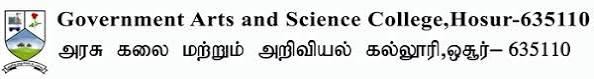 Government Arts and Science College,Hosur-635110
அரசு கலை மற்றும் அறிவியல் கல்லூரி,ஒசூர்– 635110